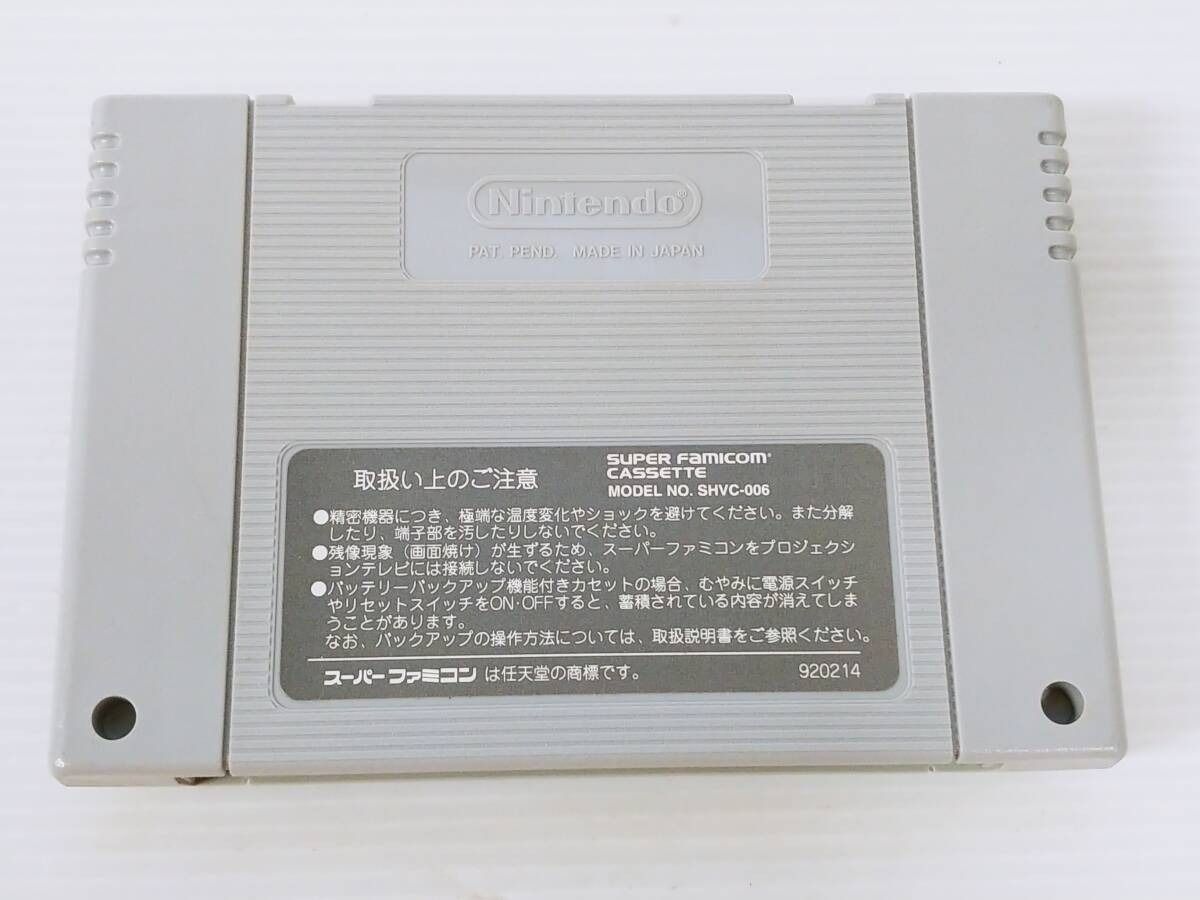 Nintendo®
PAT. PEND. MADE IN JAPAN
取扱い上のご注意
SUPER FAMICOM®
CASSETTE
MODEL NO. SHVC-006
●精密機器につき、極端な温度変化やショックを避けてください。また分解
したり、端子部を汚したりしないでください。
●残像現象(画面焼け)が生ずるため、スーパーファミコンをプロジェクシ
ョンテレビには接続しないでください。
●バッテリーバックアップ機能付きカセットの場合、むやみに電源スイッチ
やリセットスイッチをON・OFFすると、蓄積されている内容が消えてしま
うことがあります。
なお、バックアップの操作方法については、取扱説明書をご参照ください。
スーパーファミコン は任天堂の商標です。
920214